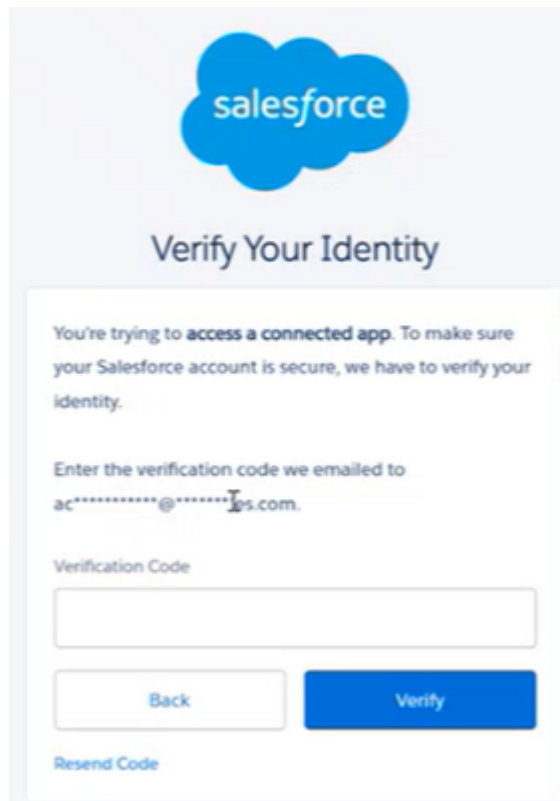 salesforce
Verify Your Identity
You're trying to access a connected app. To make sure
your Salesforce account is secure, we have to verify your
identity.
Enter the verification code we emailed to
ac***********@*******es.com.
Verification Code
Back
Verify
Resend Code